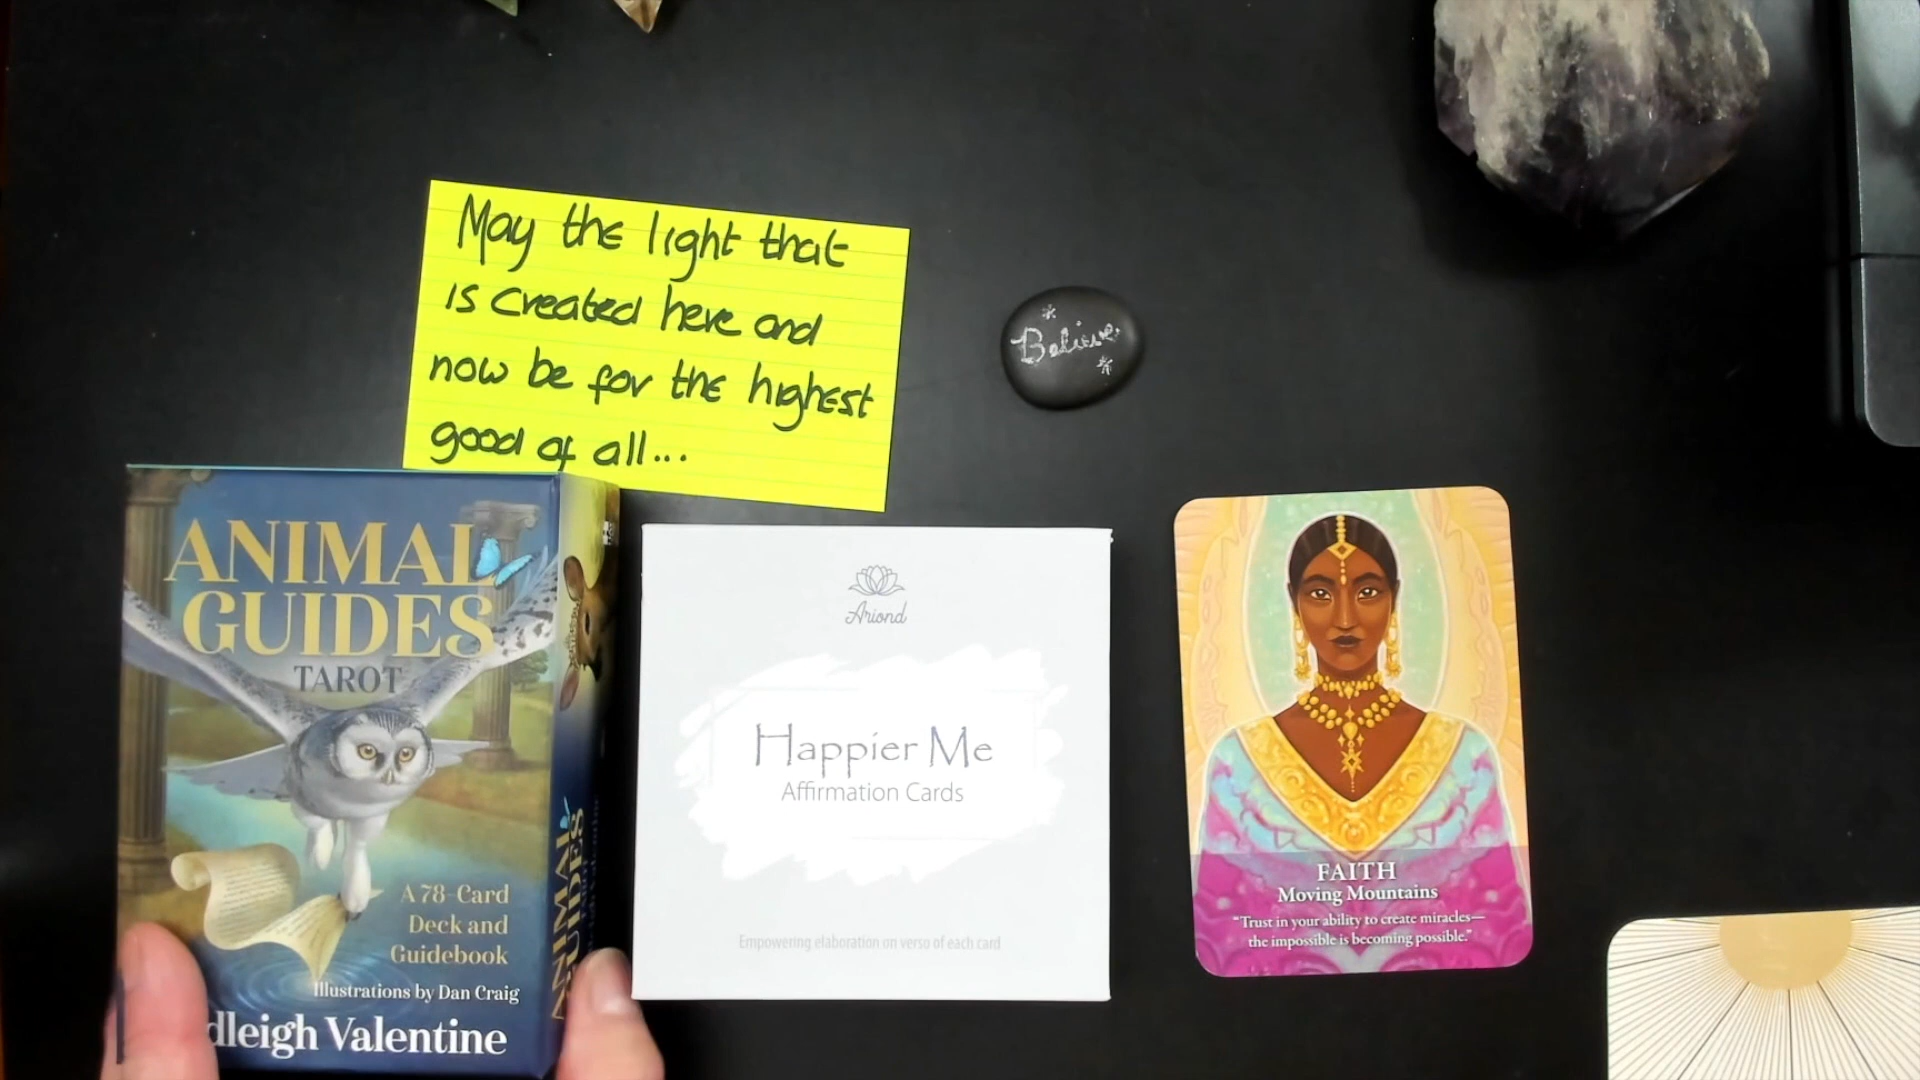 May the light that
is created here and
now be for the highest
good of all...
Believe
ANIMAL
GUIDES
TAROT
A 78-Card
Deck and
Guidebook
Illustrations by Dan Craig
dleigh Valentine
ANIMAL
GUIDES
Ariond
Happier Me
Affirmation Cards
Empowering elaboration on verso of each card
FAITH
Moving Mountains
"Trust in your ability to create miracles—
the impossible is becoming possible."